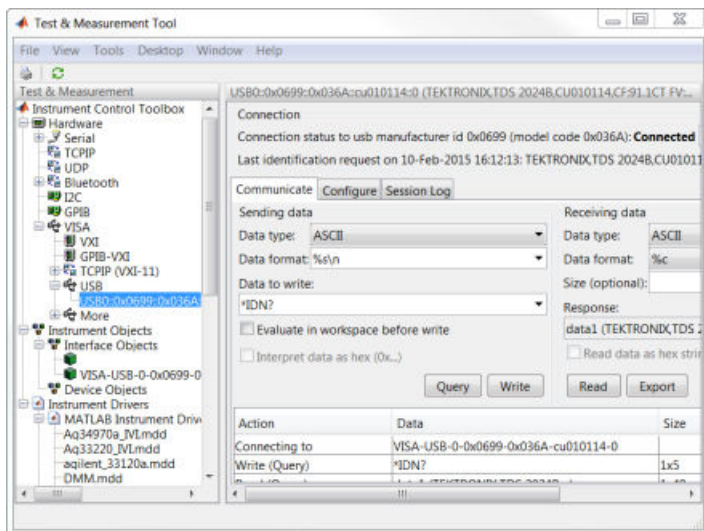 Test & Measurement Tool
File View Tools Desktop Window Help
Test & Measurement
Instrument Control Toolbox
Hardware
Serial
TCPIP
UDP
Bluetooth
I2C
GPIB
VISA
VXI
GPIB-VXI
TCPIP (VXI-11)
USB
USB0::0x0699::0x036A:
More
Instrument Objects
Interface Objects
VISA-USB-0-0x0699-0
Device Objects
Instrument Drivers
MATLAB Instrument Driv
Ag34970a_IVI.mdd
Ag33220_IVI.mdd
agilent_33120a.mdd
DMM.mdd
USB0::0x0699::0x036A::cu010114::0 (TEKTRONIX,TDS 2024B,CU010114,CF:91.1CT FV:...
Connection
Connection status to usb manufacturer id 0x0699 (model code 0x036A): Connected
Last identification request on 10-Feb-2015 16:12:13: TEKTRONIX,TDS 2024B,CU01011
Communicate Configure Session Log
Sending data
Data type: ASCII
Data format: %s\n
Data to write:
*IDN?
Evaluate in workspace before write
Interpret data as hex (0x...)
Query Write
Receiving data
Data type: ASCII
Data format: %c
Size (optional):
Response:
data1 (TEKTRONIX,TDS 2
Read data as hex strin
Read Export
Action Data Size
Connecting to VISA-USB-0-0x0699-0x036A-cu010114-0
Write (Query) *IDN? 1x5